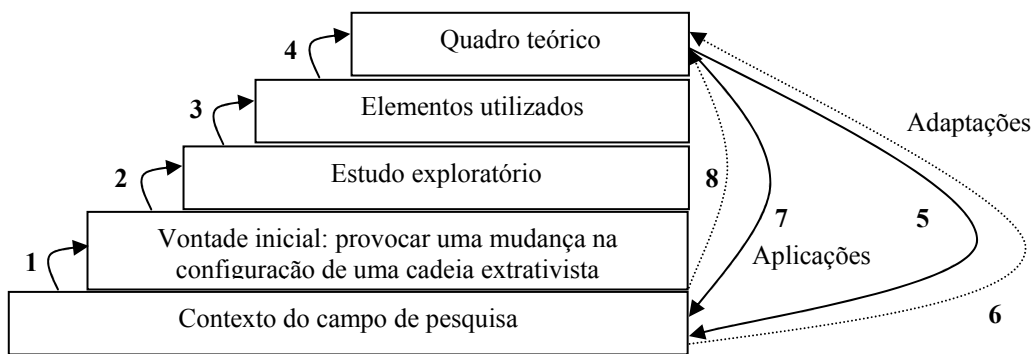 4
Quadro teórico
3
Elementos utilizados
Adaptações
2
Estudo exploratório
8
7
5
1
Vontade inicial: provocar uma mudança na
configuração de uma cadeia extrativista
Aplicações
Contexto do campo de pesquisa
6